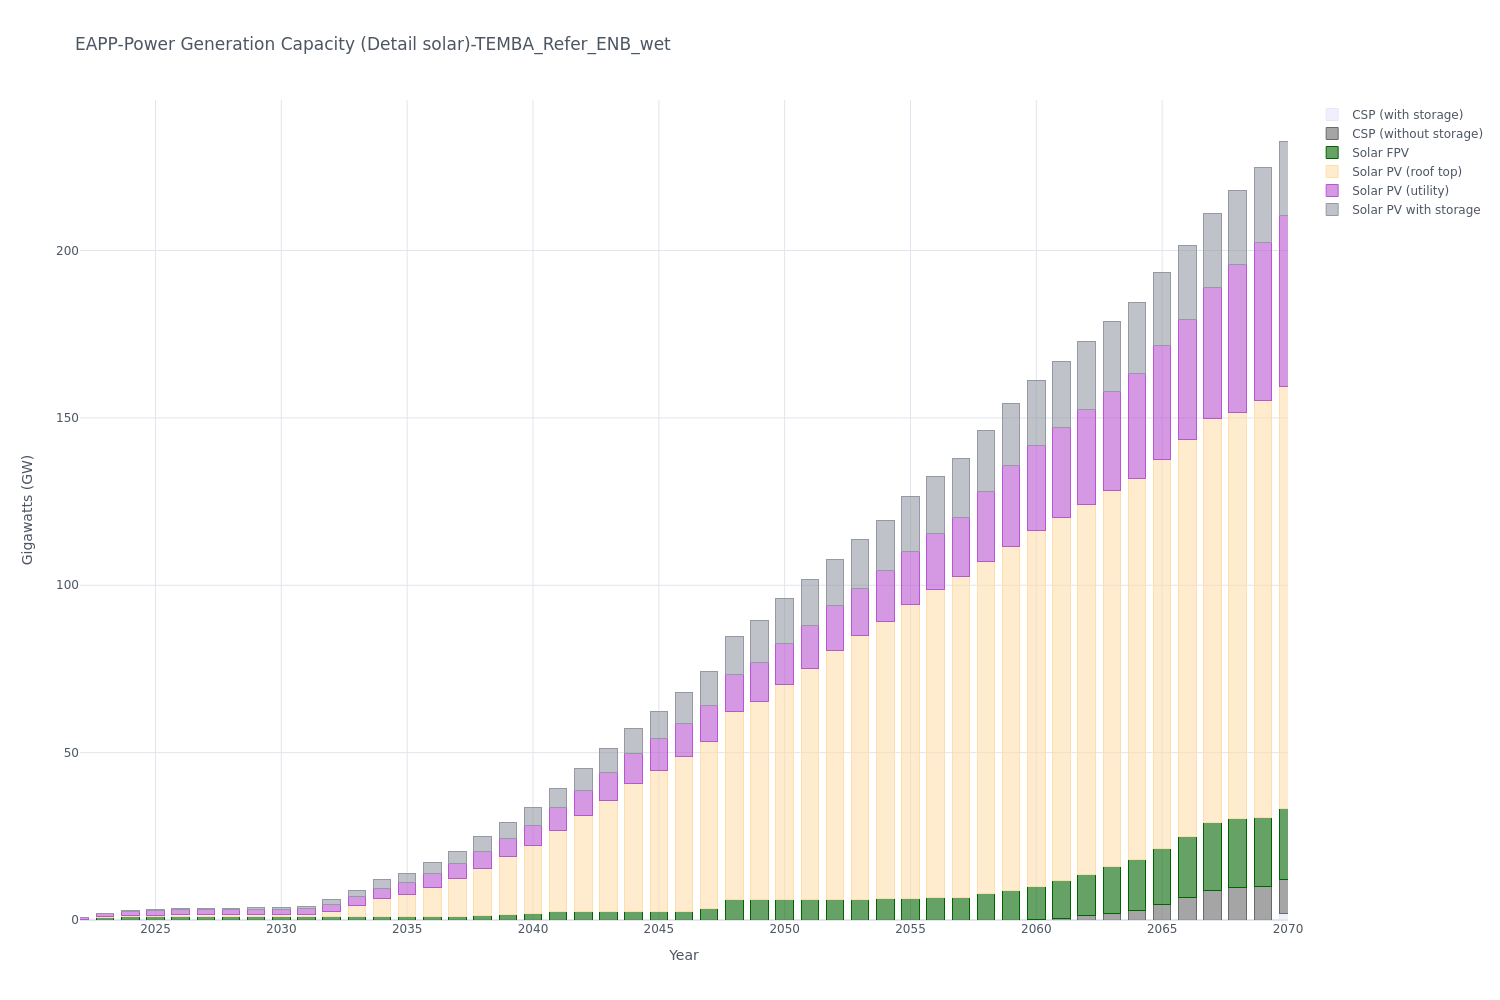 EAPP-Power Generation Capacity (Detail solar)-TEMBA_Refer_ENB_wet
CSP (with storage)
CSP (without storage)
Solar FPV
Solar PV (roof top)
Solar PV (utility)
Solar PV with storage
Gigawatts (GW)
200
150
100
50
0
2025
2030
2035
2040
2045
2050
2055
2060
2065
2070
Year